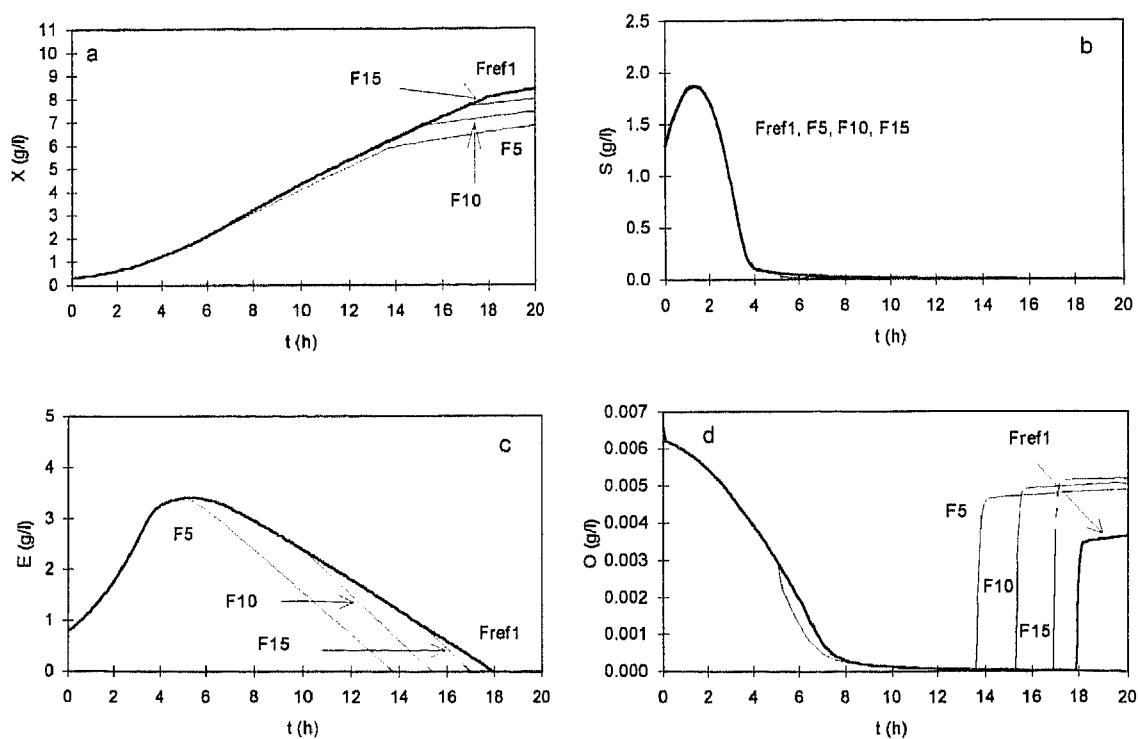 a
X (g/l)
11
10
9
8
7
6
5
4
3
2
1
0
F15
Fref1
F5
F10
0 2 4 6 8 10 12 14 16 18 20
t (h)
b
S (g/l)
2.5
2.0
1.5
1.0
0.5
0.0
Fref1, F5, F10, F15
0 2 4 6 8 10 12 14 16 18 20
t (h)
c
E (g/l)
5
4
3
2
1
0
F5
F10
F15
Fref1
0 2 4 6 8 10 12 14 16 18 20
t (h)
d
O (g/l)
0.007
0.006
0.005
0.004
0.003
0.002
0.001
0.000
Fref1
F5
F10
F15
0 2 4 6 8 10 12 14 16 18 20
t (h)